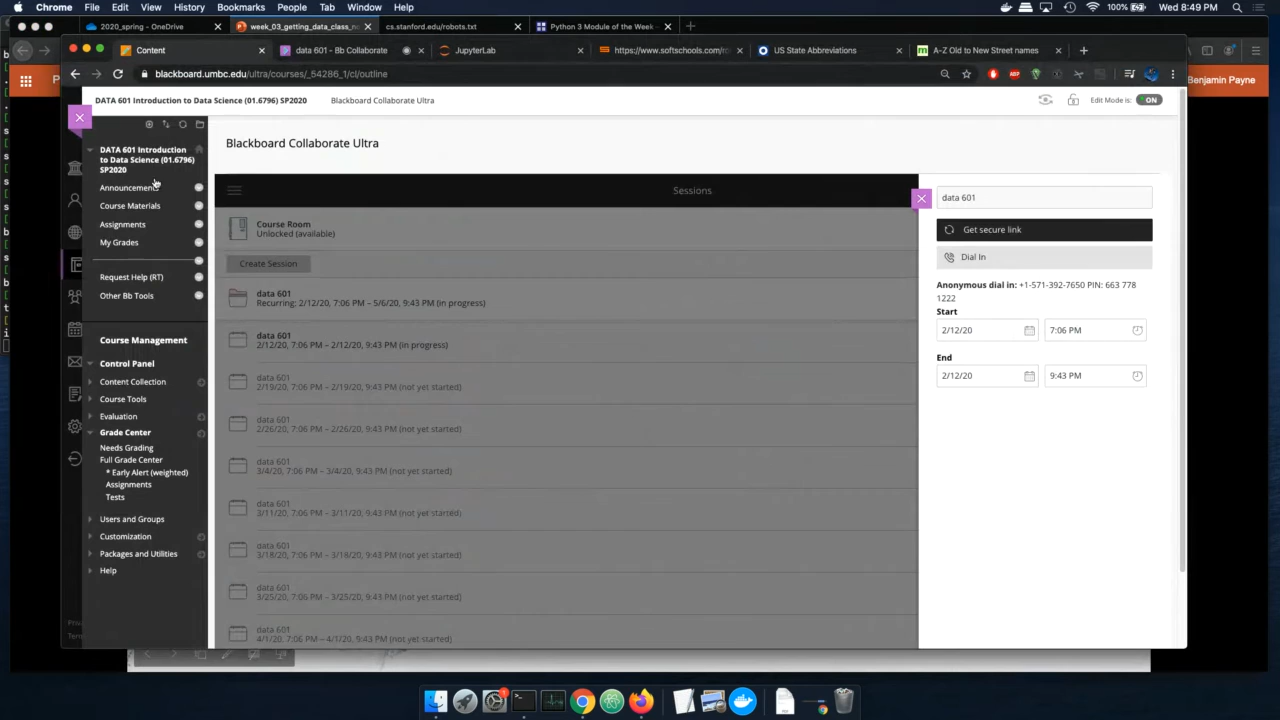 Chrome File Edit View History Bookmarks People Tab Window Help
100% Wed 8:49 PM
2020_spring - OneDrive
week_03_getting_data_class_n
cs.stanford.edu/robots.txt
Python 3 Module of the Week –
Content
data 601 - Bb Collaborate
JupyterLab
https://www.softschools.com/ro
US State Abbreviations
A-Z Old to New Street names
blackboard.umbc.edu/ultra/courses/_54286_1/cl/outline
Benjamin Payne
DATA 601 Introduction to Data Science (01.6796) SP2020
Blackboard Collaborate Ultra
Edit Mode is: ON
DATA 601 Introduction
to Data Science (01.6796)
SP2020
Announcements
Course Materials
Assignments
My Grades
Request Help (RT)
Other Bb Tools
Course Management
Control Panel
Content Collection
Course Tools
Evaluation
Grade Center
Needs Grading
Full Grade Center
* Early Alert (weighted)
Assignments
Tests
Users and Groups
Customization
Packages and Utilities
Help
Priva
Term
Blackboard Collaborate Ultra
Sessions
Course Room
Unlocked (available)
Create Session
data 601
Recurring: 2/12/20, 7:06 PM – 5/6/20, 9:43 PM (in progress)
data 601
2/12/20, 7:06 PM – 2/12/20, 9:43 PM (in progress)
data 601
2/19/20, 7:06 PM – 2/19/20, 9:43 PM (not yet started)
data 601
2/26/20, 7:06 PM – 2/26/20, 9:43 PM (not yet started)
data 601
3/4/20, 7:06 PM – 3/4/20, 9:43 PM (not yet started)
data 601
3/11/20, 7:06 PM – 3/11/20, 9:43 PM (not yet started)
data 601
3/18/20, 7:06 PM – 3/18/20, 9:43 PM (not yet started)
data 601
3/25/20, 7:06 PM – 3/25/20, 9:43 PM (not yet started)
data 601
4/1/20, 7:06 PM – 4/1/20, 9:43 PM (not yet started)
data 601
Get secure link
Dial In
Anonymous dial in: +1-571-392-7650 PIN: 663 778
1222
Start
2/12/20 7:06 PM
End
2/12/20 9:43 PM